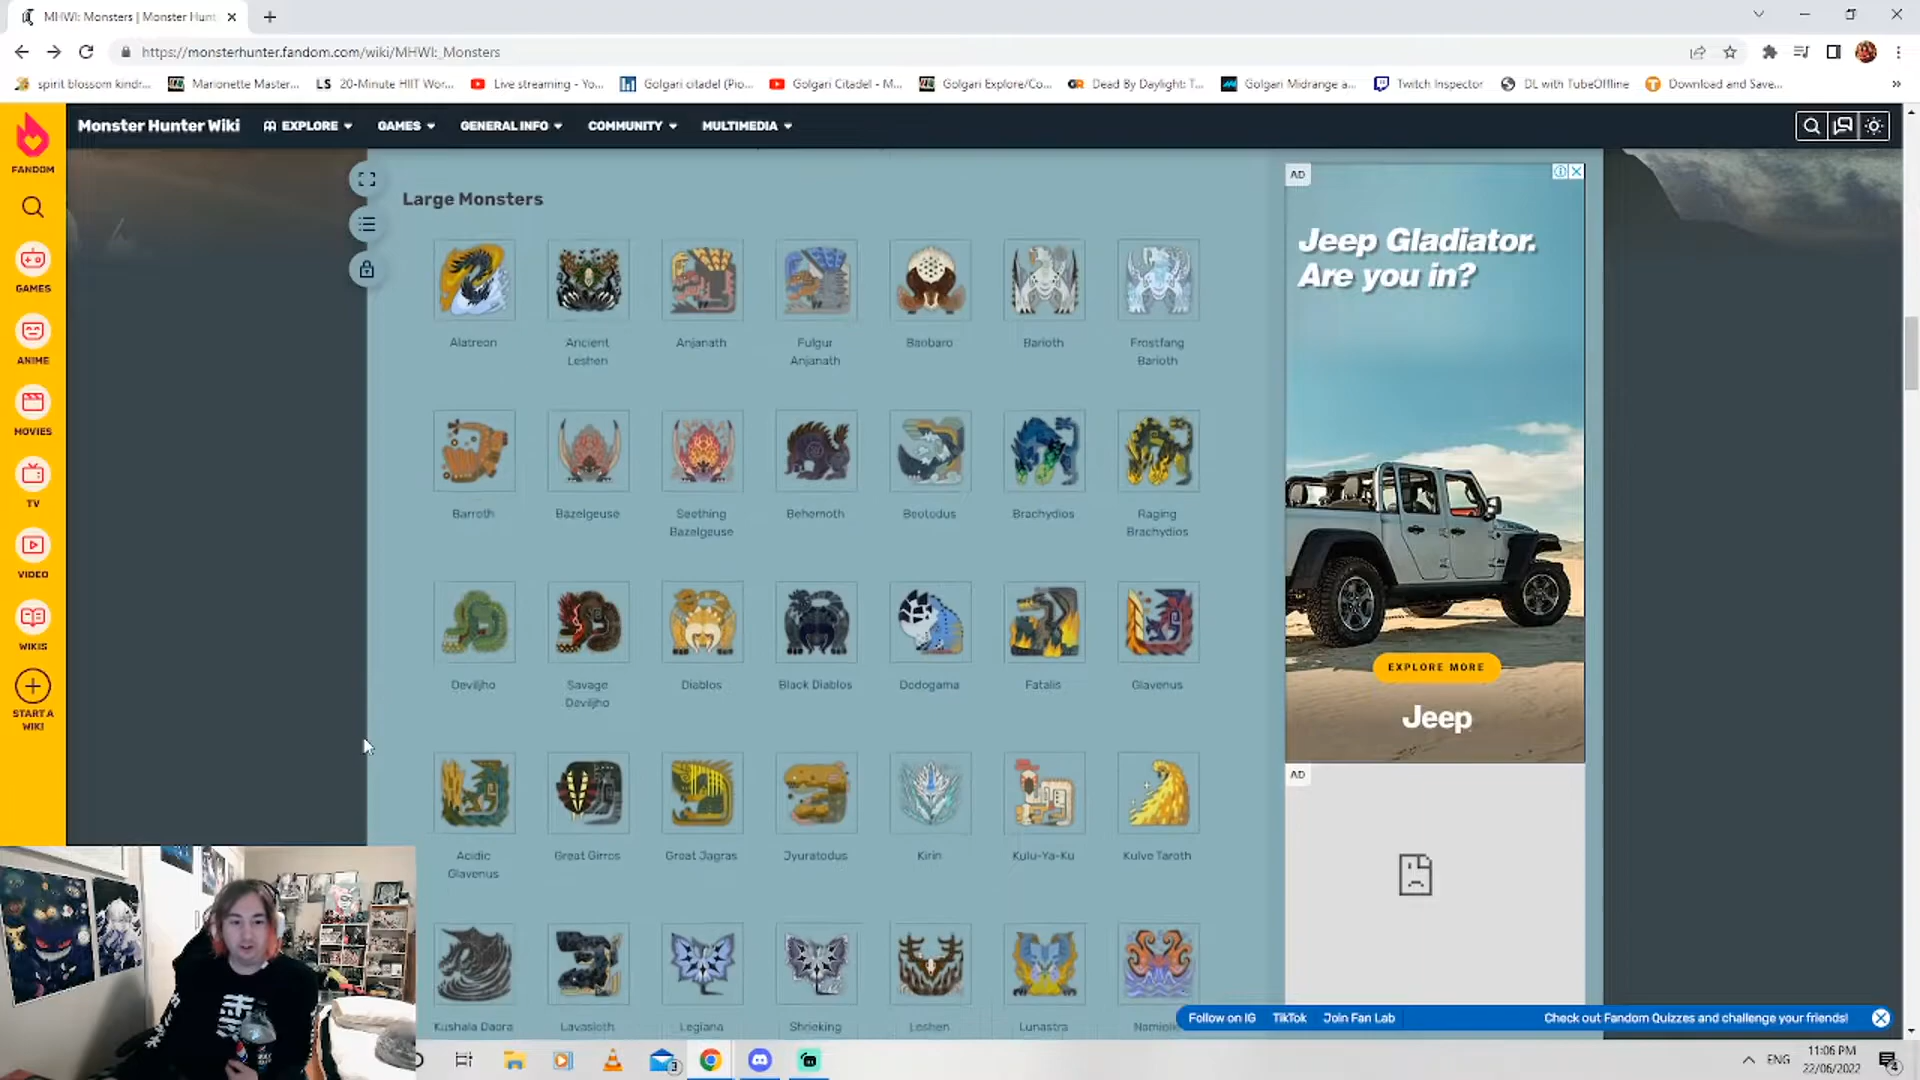 MHWI: Monsters | Monster Hunt
https://monsterhunter.fandom.com/wiki/MHWI:_Monsters
spirit blossom kindr...
Marionette Master...
LS 20-Minute HIIT Wor...
Live streaming - Yo...
Golgari citadel (Pio...
Golgari Citadel - M...
Golgari Explore/Co...
Dead By Daylight: T...
Golgari Midrange a...
Twitch Inspector
DL with TubeOffline
Download and Save...
»
FANDOM
GAMES
ANIME
MOVIES
TV
VIDEO
WIKIS
START A
WIKI
Monster Hunter Wiki
EXPLORE
GAMES
GENERAL INFO
COMMUNITY
MULTIMEDIA
Large Monsters
Alatreon
Ancient
Leshen
Anjanath
Fulgur
Anjanath
Banbaro
Barioth
Frostfang
Barioth
Barroth
Bazelgeuse
Seething
Bazelgeuse
Behemoth
Beotodus
Brachydios
Raging
Brachydios
Deviljho
Savage
Deviljho
Diablos
Black Diablos
Dodogama
Fatalis
Glavenus
Acidic
Glavenus
Great Girros
Great Jagras
Jyuratodus
Kirin
Kulu-Ya-Ku
Kulve Taroth
Kushala Daora
Lavasioth
Legiana
Shrieking
Leshen
Lunastra
Namielle
AD
Jeep Gladiator.
Are you in?
EXPLORE MORE
Jeep
AD
Follow on IG
TikTok
Join Fan Lab
Check out Fandom Quizzes and challenge your friends!
3
ENG
11:06 PM
22/06/2022
4